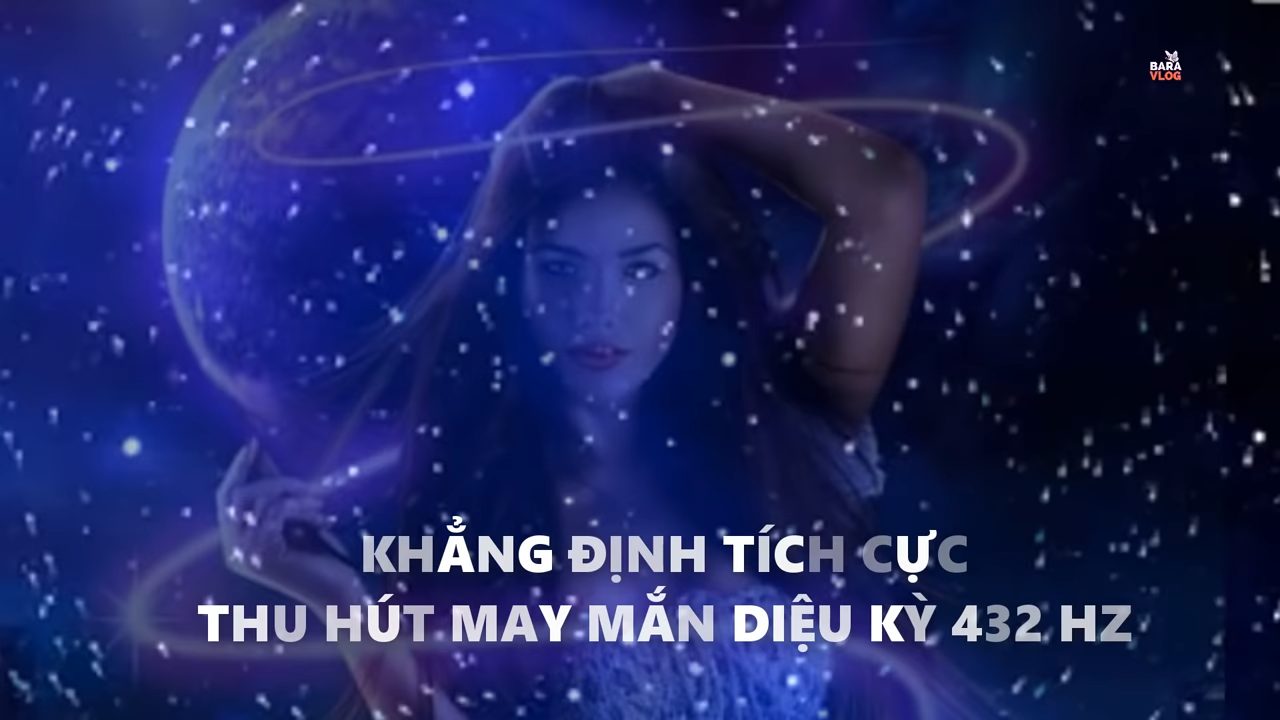 BARA
VLOG
KHẲNG ĐỊNH TÍCH CỰC
THU HÚT MAY MẮN DIỆU KỲ 432 HZ